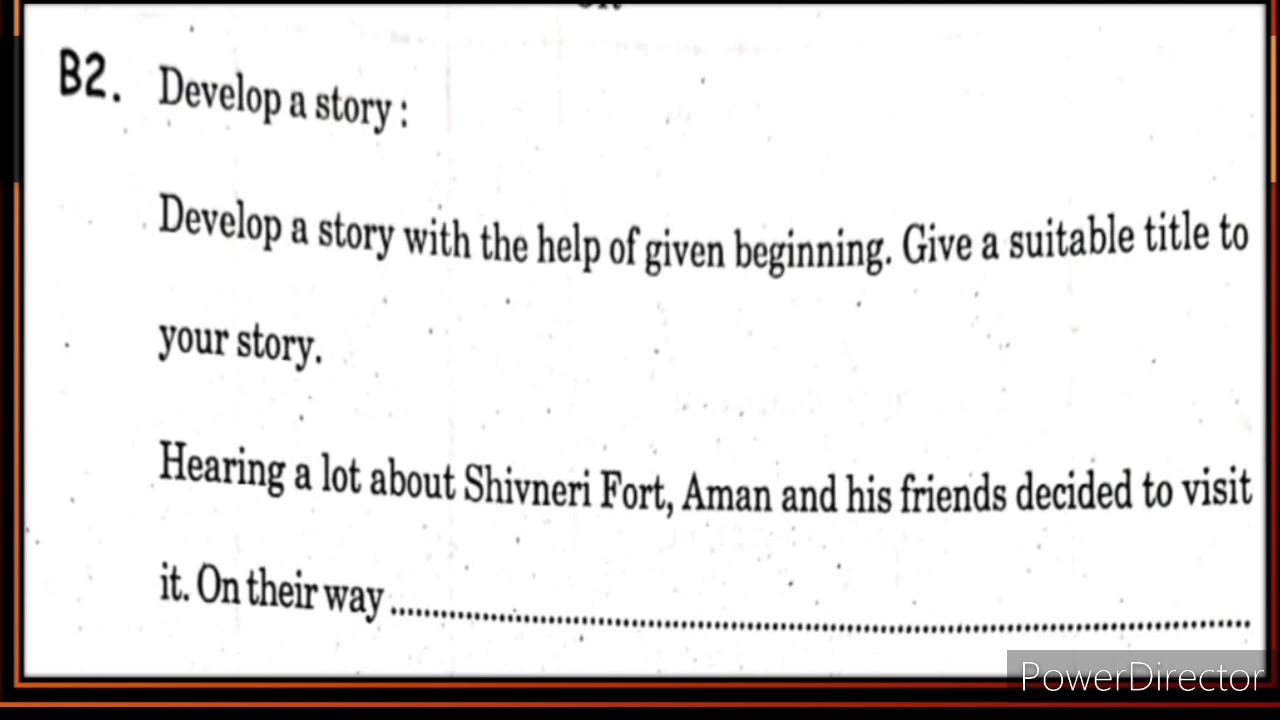 B2. Develop a story :
Develop a story with the help of given beginning. Give a suitable title to
your story.
Hearing a lot about Shivneri Fort, Aman and his friends decided to visit
it. On their way ................................................................................
PowerDirector